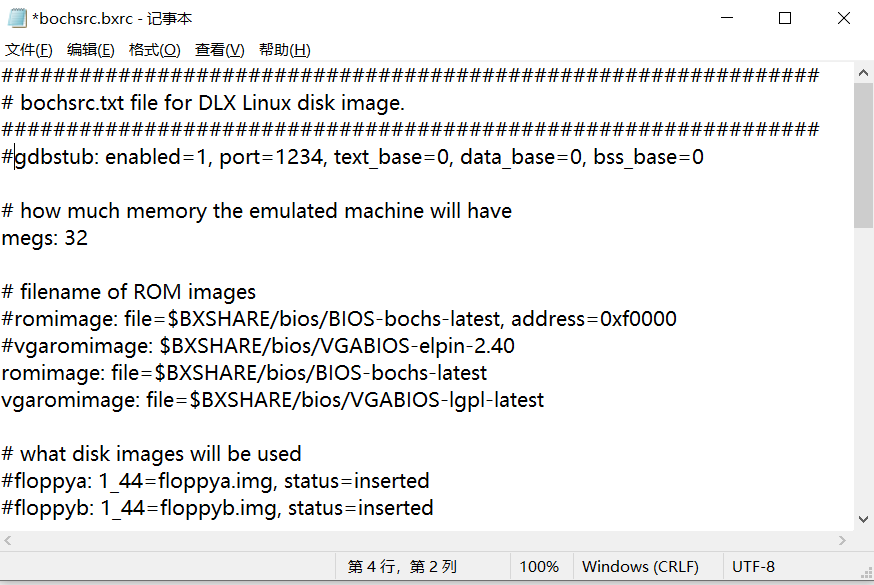 *bochsrc.bxrc - 记事本
文件(F) 编辑(E) 格式(O) 查看(V) 帮助(H)
###############################################################
# bochsrc.txt file for DLX Linux disk image.
###############################################################
#gdbstub: enabled=1, port=1234, text_base=0, data_base=0, bss_base=0
# how much memory the emulated machine will have
megs: 32
# filename of ROM images
#romimage: file=$BXSHARE/bios/BIOS-bochs-latest, address=0xf0000
#vgaromimage: $BXSHARE/bios/VGABIOS-elpin-2.40
romimage: file=$BXSHARE/bios/BIOS-bochs-latest
vgaromimage: file=$BXSHARE/bios/VGABIOS-lgpl-latest
# what disk images will be used
#floppya: 1_44=floppya.img, status=inserted
#floppyb: 1_44=floppyb.img, status=inserted
第 4 行，第 2 列 100% Windows (CRLF) UTF-8